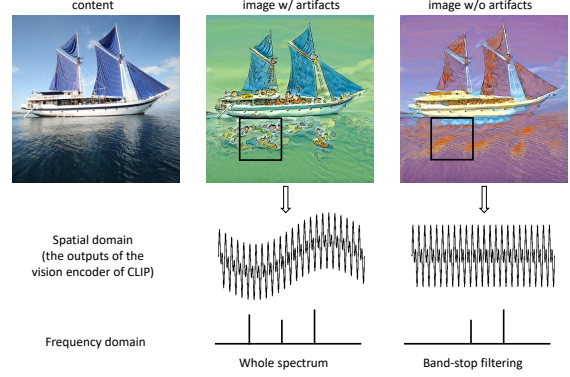 content
image w/ artifacts
image w/o artifacts
Spatial domain
(the outputs of the
vision encoder of CLIP)
Frequency domain
Whole spectrum
Band-stop filtering